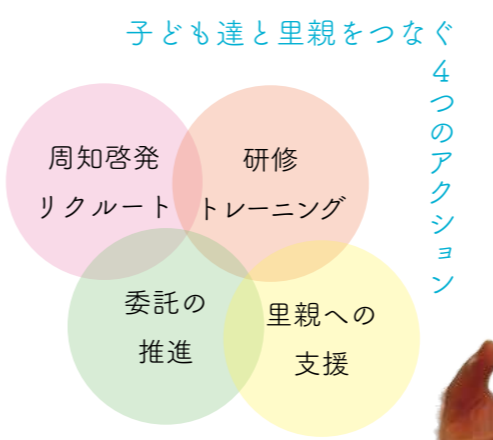 子ども達と里親をつなぐ
4つのアクション
周知啓発
リクルート
研修
トレーニング
委託の
推進
里親への
支援